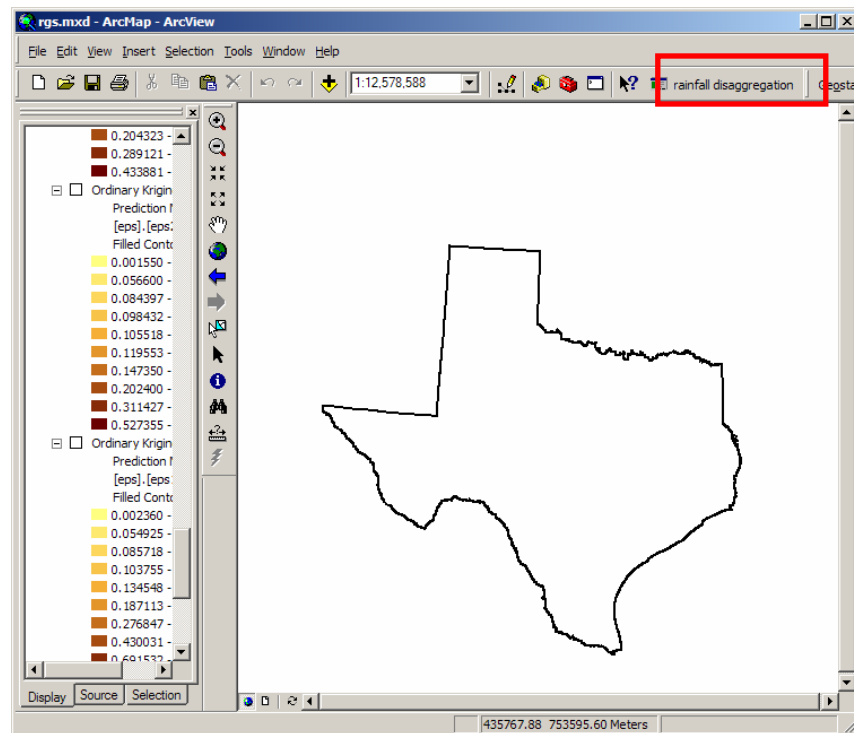 rgs.mxd - ArcMap - ArcView
File Edit View Insert Selection Tools Window Help
1:12,578,588
rainfall disaggregation
Geosta
0.204323 -
0.289121 -
0.433881 -
Ordinary Krigin
Prediction
[eps].[eps
Filled Conto
0.001550 -
0.056600 -
0.084397 -
0.098432 -
0.105518 -
0.119553 -
0.147350 -
0.202400 -
0.311427 -
0.527355 -
Ordinary Krigin
Prediction
[eps].[eps
Filled Conto
0.002360 -
0.054925 -
0.085718 -
0.103755 -
0.134548 -
0.187113 -
0.276847 -
0.430031 -
0.691532 -
Display Source Selection
435767.88 753595.60 Meters